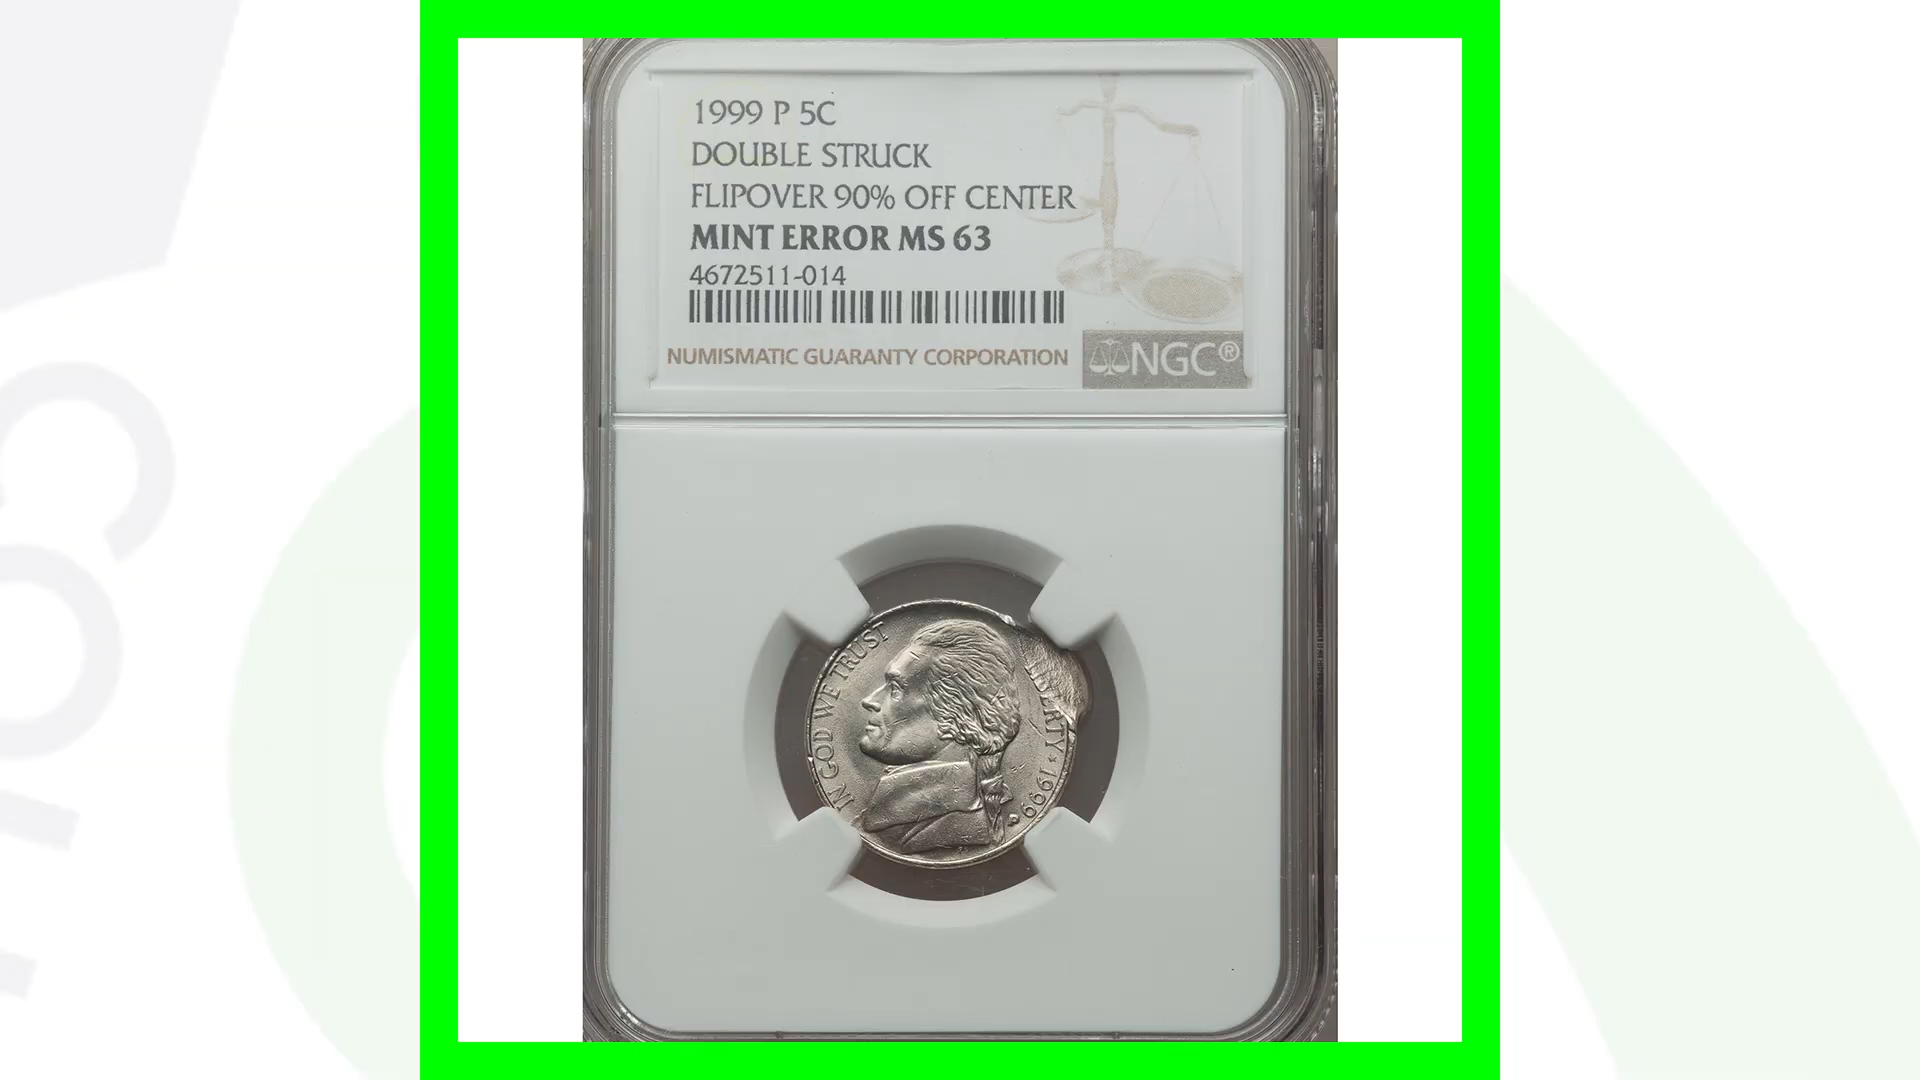 1999 P 5C
DOUBLE STRUCK
FLIPOVER 90% OFF CENTER
MINT ERROR MS 63
4672511-014
NUMISMATIC GUARANTY CORPORATION
NGC®
IN GOD WE TRUST
LIBERTY * 1999
P